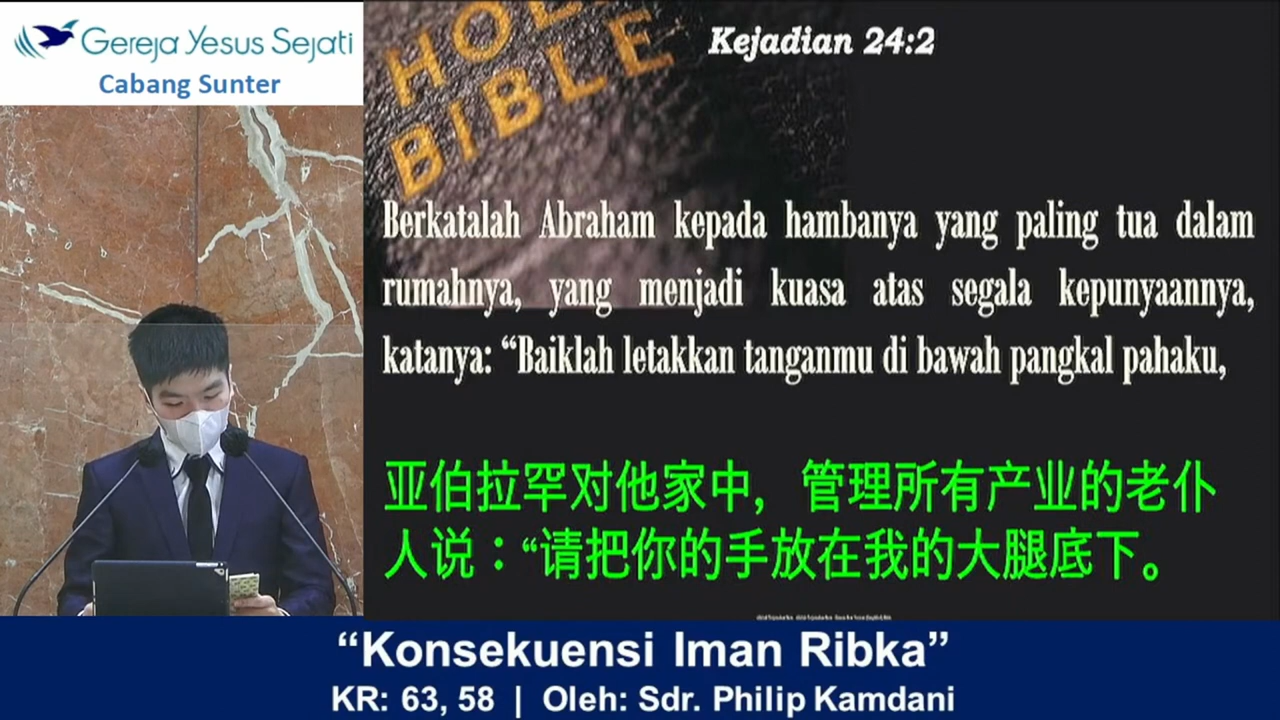 Gereja Yesus Sejati
Cabang Sunter
HOLY
BIBLE
Kejadian 24:2
Berkatalah Abraham kepada hambanya yang paling tua dalam
rumahnya, yang menjadi kuasa atas segala kepunyaannya,
katanya: “Baiklah letakkan tanganmu di bawah pangkal pahaku,
亚伯拉罕对他家中，管理所有产业的老仆
人说：“请把你的手放在我的大腿底下。
“Konsekuensi Iman Ribka”
KR: 63, 58 | Oleh: Sdr. Philip Kamdani